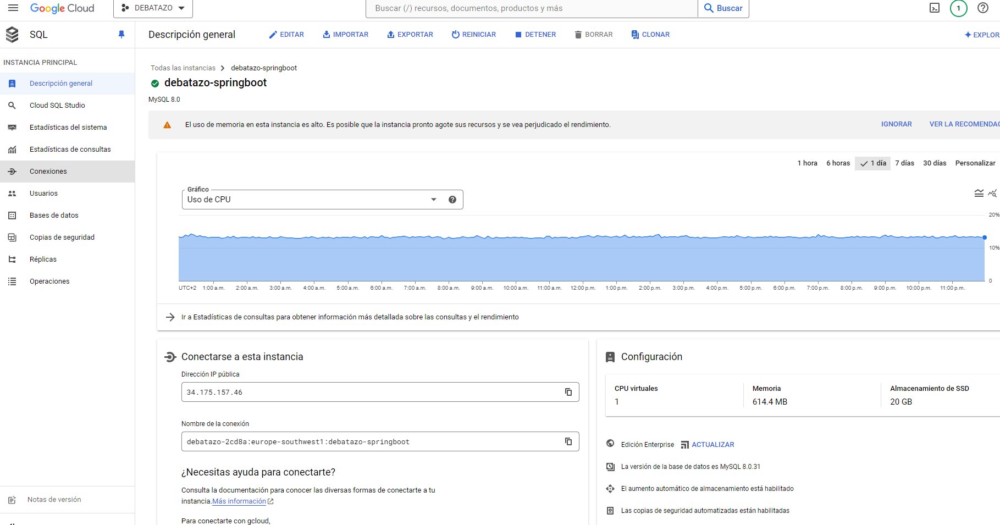 Google Cloud
DEBATAZO
Buscar (/) recursos, documentos, productos y más
Buscar
1
SQL
Descripción general
EDITAR
IMPORTAR
EXPORTAR
REINICIAR
DETENER
BORRAR
CLONAR
EXPLORA
INSTANCIA PRINCIPAL
Descripción general
Cloud SQL Studio
Estadísticas del sistema
Estadísticas de consultas
Conexiones
Usuarios
Bases de datos
Copias de seguridad
Réplicas
Operaciones
Notas de versión
Todas las instancias
debatazo-springboot
debatazo-springboot
MySQL 8.0
El uso de memoria en esta instancia es alto. Es posible que la instancia pronto agote sus recursos y se vea perjudicado el rendimiento.
IGNORAR
VER LA RECOMENDAC
1 hora
6 horas
1 día
7 días
30 días
Personalizar
Gráfico
Uso de CPU
20%
10%
0
UTC+2 1:00 a.m. 2:00 a.m. 3:00 a.m. 4:00 a.m. 5:00 a.m. 6:00 a.m. 7:00 a.m. 8:00 a.m. 9:00 a.m. 10:00 a.m. 11:00 a.m. 12:00 p.m. 1:00 p.m. 2:00 p.m. 3:00 p.m. 4:00 p.m. 5:00 p.m. 6:00 p.m. 7:00 p.m. 8:00 p.m. 9:00 p.m. 10:00 p.m. 11:00 p.m.
Ir a Estadísticas de consultas para obtener información más detallada sobre las consultas y el rendimiento
Conectarse a esta instancia
Dirección IP pública
34.175.157.46
Nombre de la conexión
debatazo-2cd8a:europe-southwest1:debatazo-springboot
¿Necesitas ayuda para conectarte?
Consulta la documentación para conocer las diversas formas de conectarte a tu
instancia.Más información
Para conectarte con gcloud,
Configuración
CPU virtuales
1
Memoria
614.4 MB
Almacenamiento de SSD
20 GB
Edición Enterprise
ACTUALIZAR
La versión de la base de datos es MySQL 8.0.31
El aumento automático de almacenamiento está habilitado
Las copias de seguridad automatizadas están habilitadas